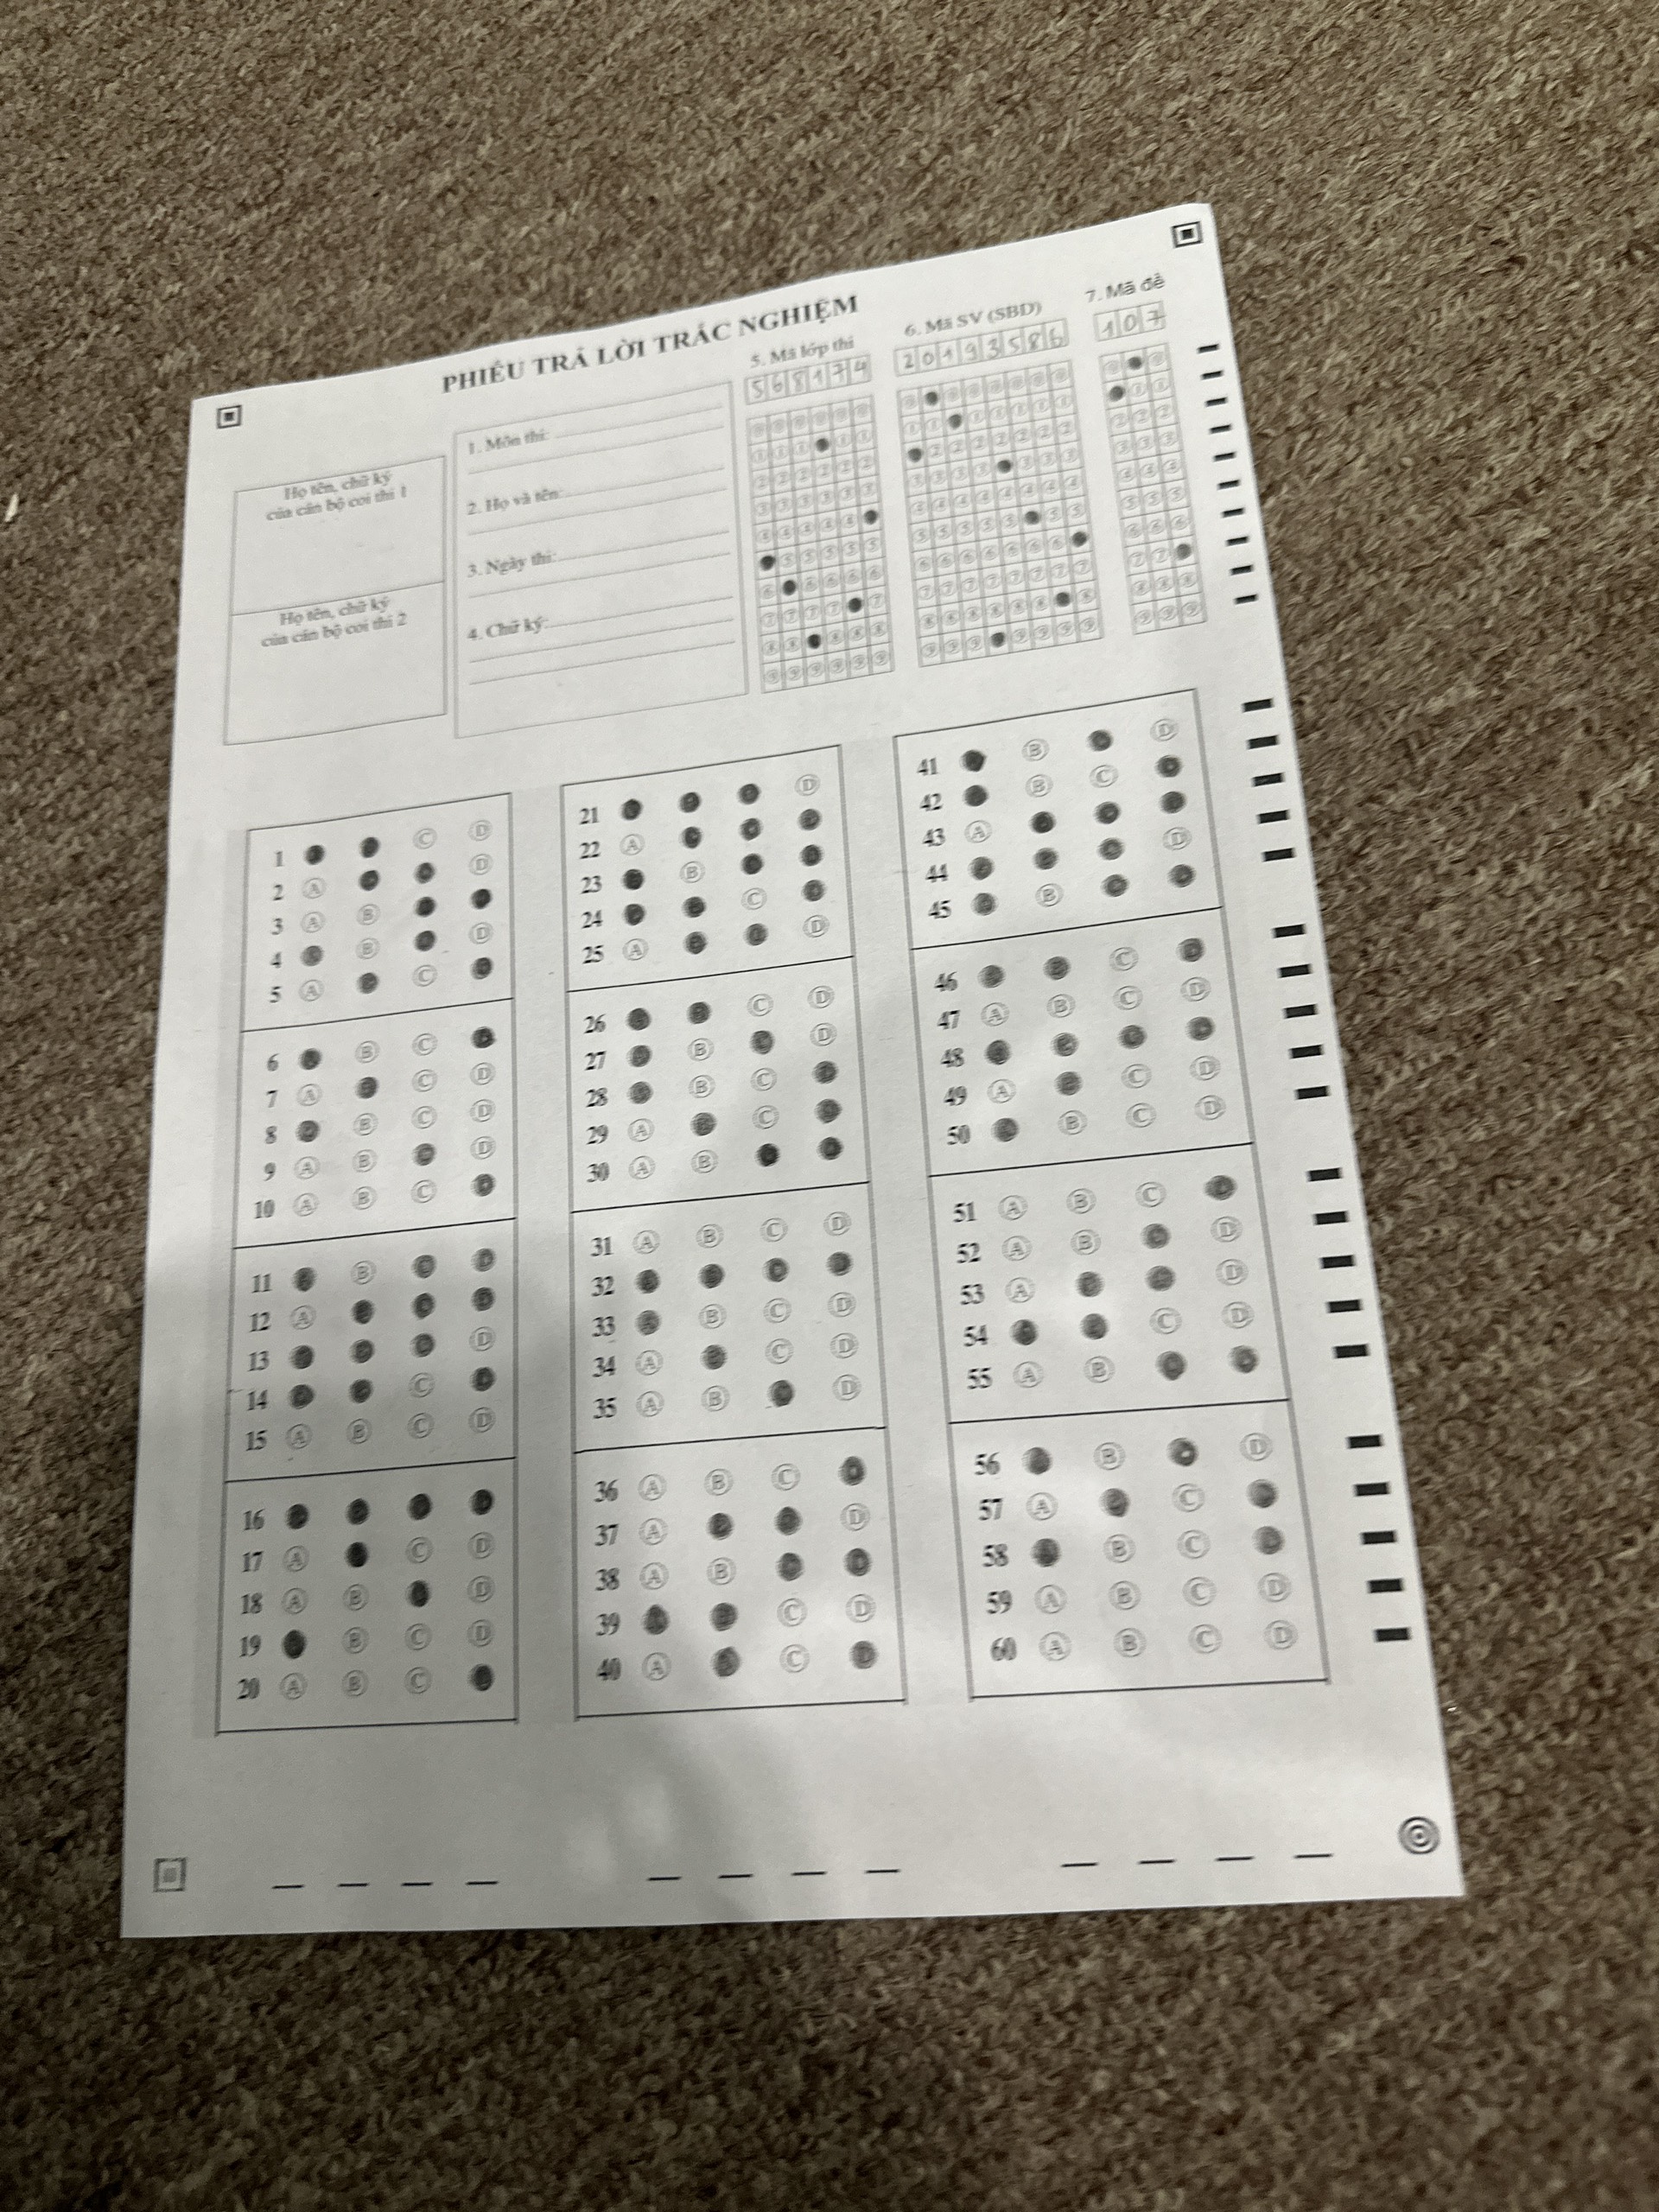 PHIẾU TRẢ LỜI TRẮC NGHIỆM
Họ tên, chữ ký
của cán bộ coi thi 1
Họ tên, chữ ký
của cán bộ coi thi 2
1. Môn thi:
2. Họ và tên:
3. Ngày thi:
4. Chữ ký:
5. Mã lớp thi
5 6 8 1 7 4
6. Mã SV (SBD)
2 0 1 9 3 5 8 6
7. Mã đề
1 0 7
1 C D
2 A D
3 A B
4 B D
5 A C
6 B C
7 A C D
8 B C D
9 A B D
10 A B C
11 B
12 A
13 D
14 C
15 A B C D
16
17 A C D
18 A B D
19 B C D
20 A B C
21 D
22 A
23 B
24 C
25 A D
26 C D
27 B D
28 B C
29 A C
30 A B
31 A B C D
32
33 B C D
34 A C D
35 A B D
36 A B C
37 A D
38 A B
39 C D
40 A C
41 B D
42 B C
43 A
44 D
45 B
46 C
47 A B C D
48
49 A C D
50 B C D
51 A B C
52 A B D
53 A D
54 C D
55 A B
56 B D
57 A C
58 B C
59 A B C D
60 A B C D